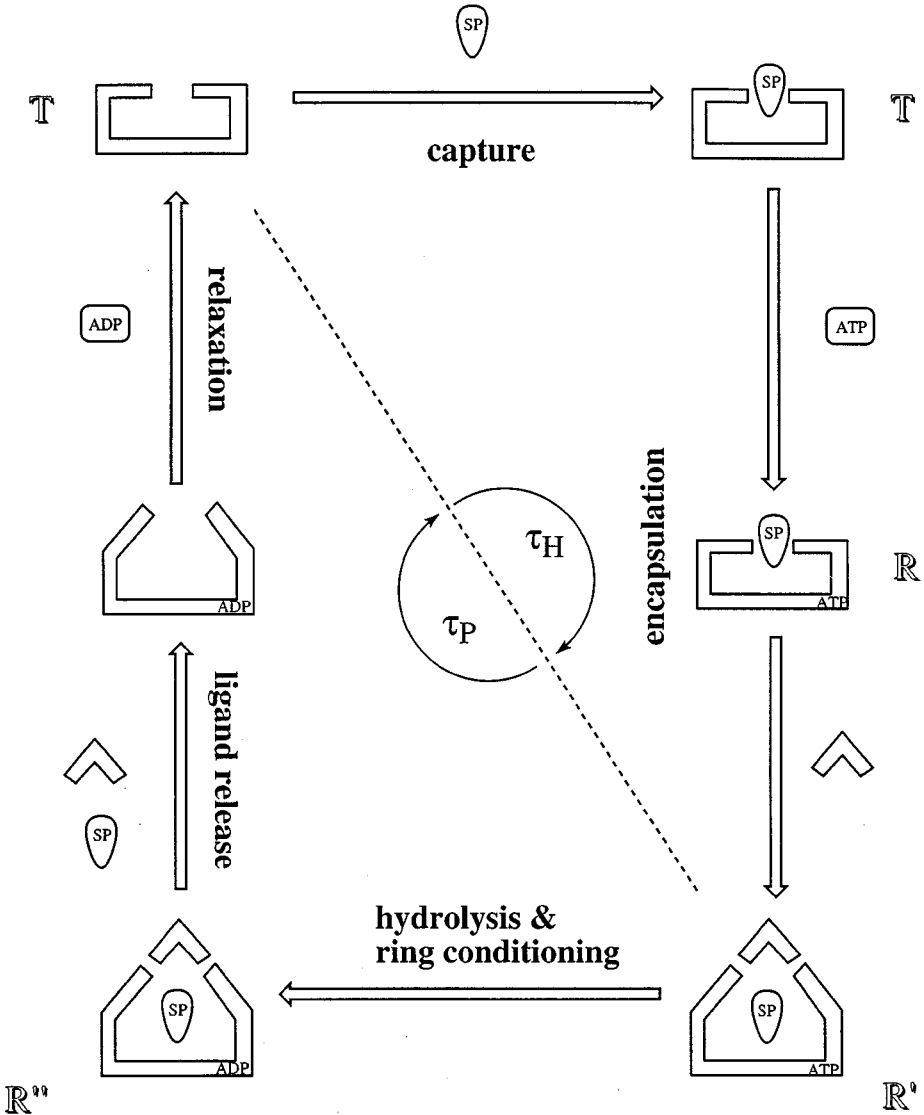 SP
T
SP
T
capture
relaxation
ADP
ATP
encapsulation
τH
τP
SP
R
ADP
ATP
ligand release
SP
hydrolysis &
ring conditioning
SP
SP
ADP
ATP
R''
R'